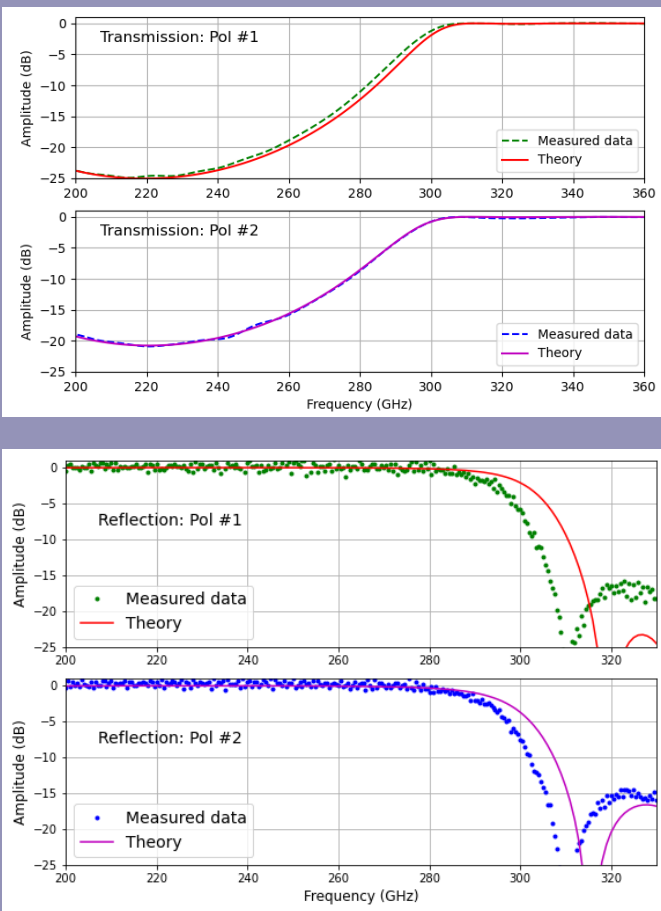 Amplitude (dB)
0
−5
−10
−15
−20
−25
Transmission: Pol #1
Measured data
Theory
200 220 240 260 280 300 320 340 360
Amplitude (dB)
0
−5
−10
−15
−20
−25
Transmission: Pol #2
Measured data
Theory
200 220 240 260 280 300 320 340 360
Frequency (GHz)
Amplitude (dB)
0
−5
−10
−15
−20
−25
Reflection: Pol #1
Measured data
Theory
200 220 240 260 280 300 320
Amplitude (dB)
0
−5
−10
−15
−20
−25
Reflection: Pol #2
Measured data
Theory
200 220 240 260 280 300 320
Frequency (GHz)